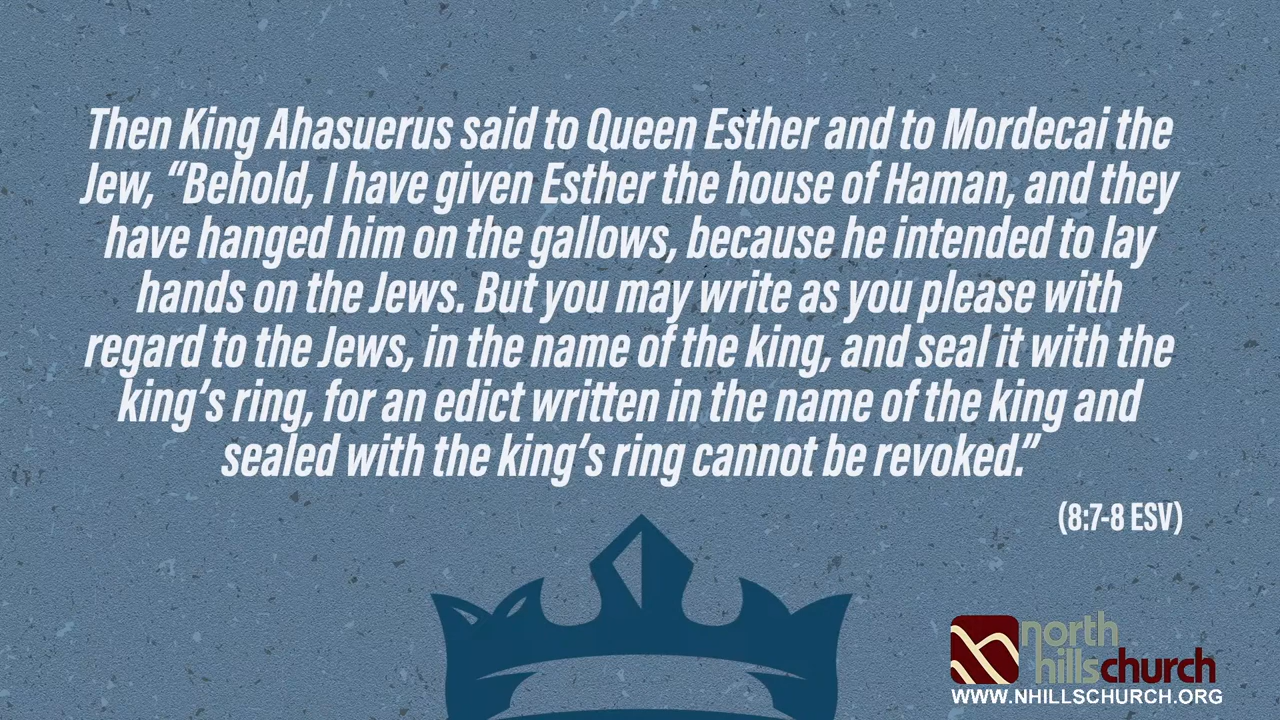 Then King Ahasuerus said to Queen Esther and to Mordecai the
Jew, “Behold, I have given Esther the house of Haman, and they
have hanged him on the gallows, because he intended to lay
hands on the Jews. But you may write as you please with
regard to the Jews, in the name of the king, and seal it with the
king’s ring, for an edict written in the name of the king and
sealed with the king’s ring cannot be revoked.”
(8:7-8 ESV)
north
hillschurch
WWW.NHILLSCHURCH.ORG